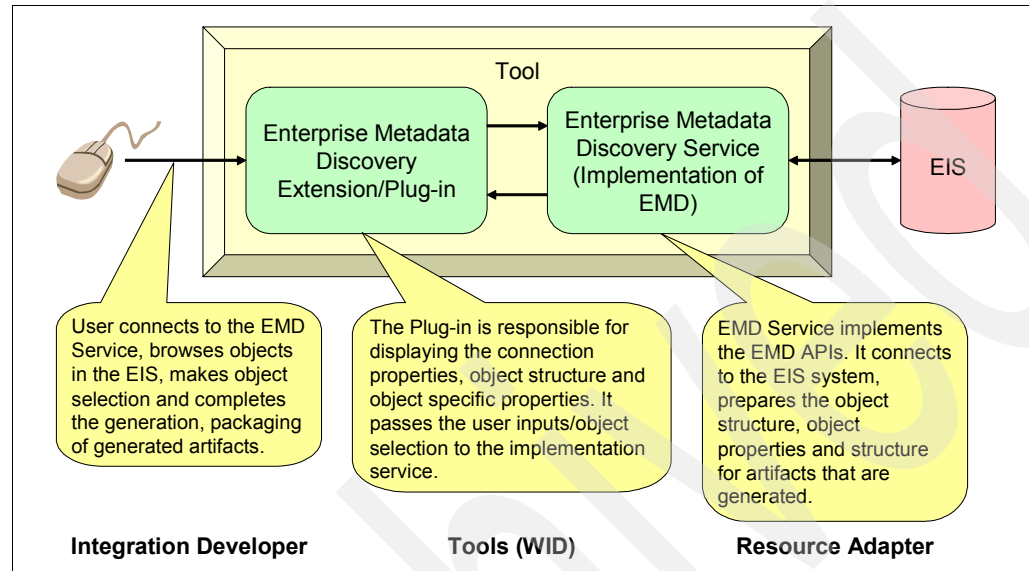 Tool
Enterprise Metadata
Discovery
Extension/Plug-in
Enterprise Metadata
Discovery Service
(Implementation of
EMD)
EIS
User connects to the EMD
Service, browses objects
in the EIS, makes object
selection and completes
the generation, packaging
of generated artifacts.
The Plug-in is responsible for
displaying the connection
properties, object structure and
object specific properties. It
passes the user inputs/object
selection to the implementation
service.
EMD Service implements
the EMD APIs. It connects
to the EIS system,
prepares the object
structure, object
properties and structure
for artifacts that are
generated.
Integration Developer
Tools (WID)
Resource Adapter